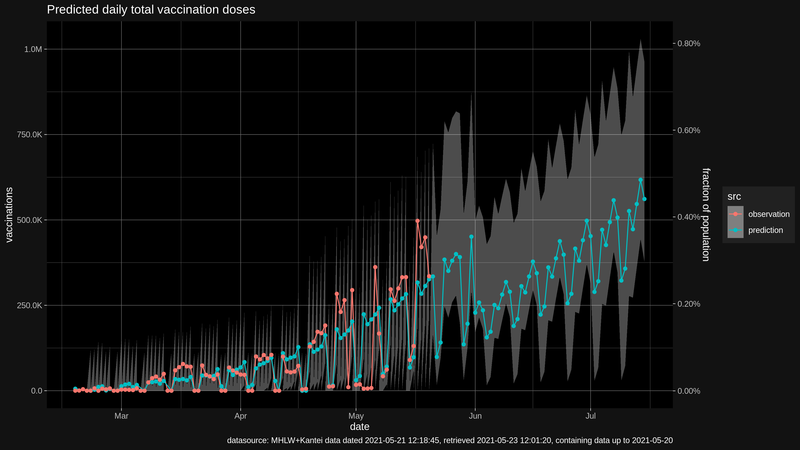 Predicted daily total vaccination doses
1.0M
750.0K
500.0K
250.0K
0.0
vaccinations
0.80%
0.60%
0.40%
0.20%
0.00%
fraction of population
Mar
Apr
May
Jun
Jul
date
src
observation
prediction
datasource: MHLW+Kantei data dated 2021-05-21 12:18:45, retrieved 2021-05-23 12:01:20, containing data up to 2021-05-20